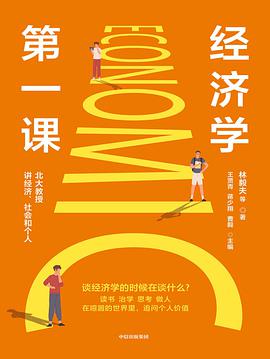 经济学
第一课
ECONOMIC
林毅夫 等 著
王贤青 蒋少翔 曹毅 主编
北大教授
讲经济、社会和个人
谈经济学的时候在谈什么?
读书 治学 思考 做人
在喧嚣的世界里,追问个人价值
中信出版集团